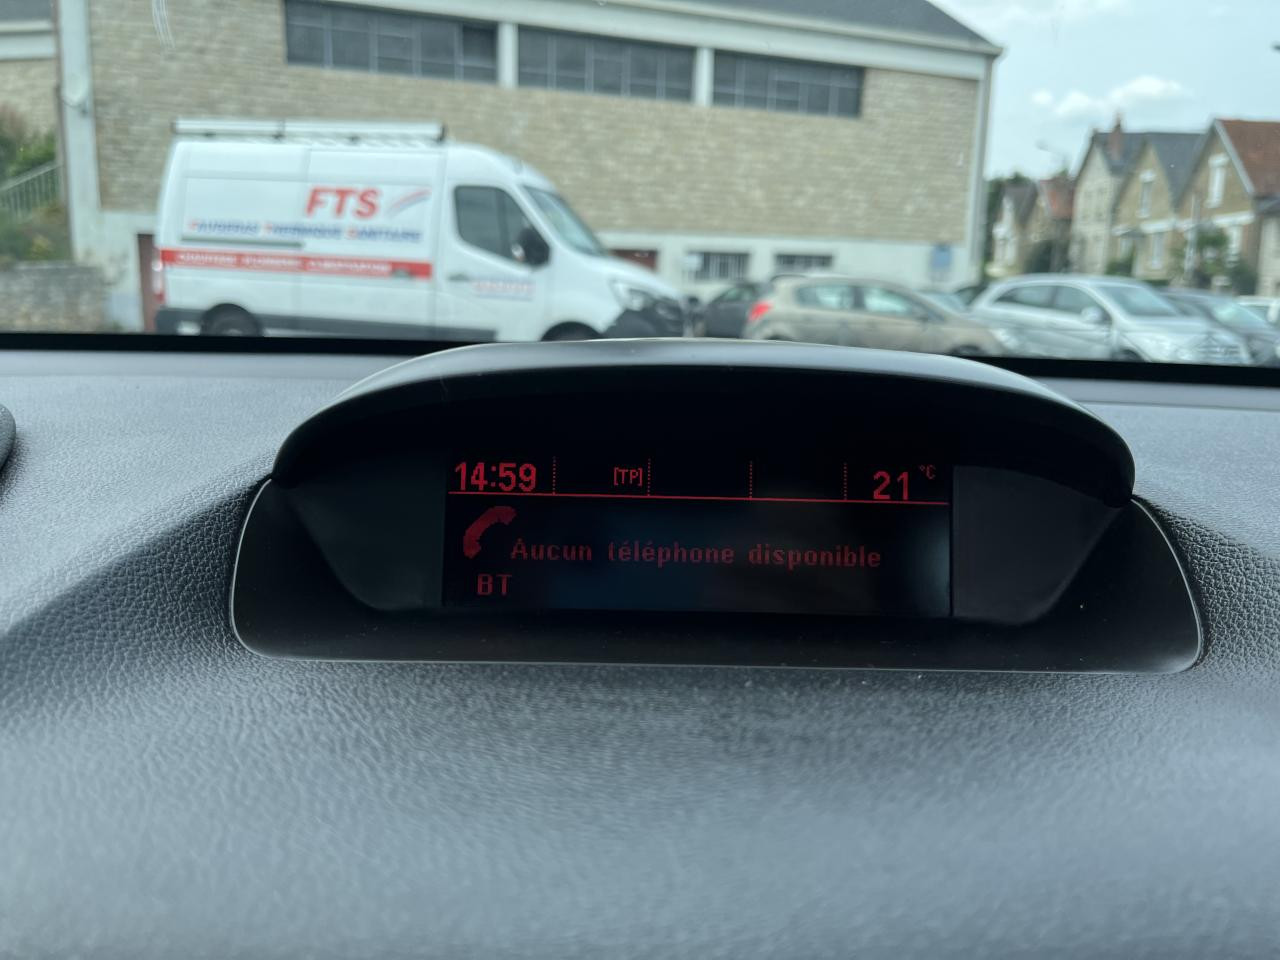 FTS
14:59
[TP]
21 °C
Aucun téléphone disponible
BT